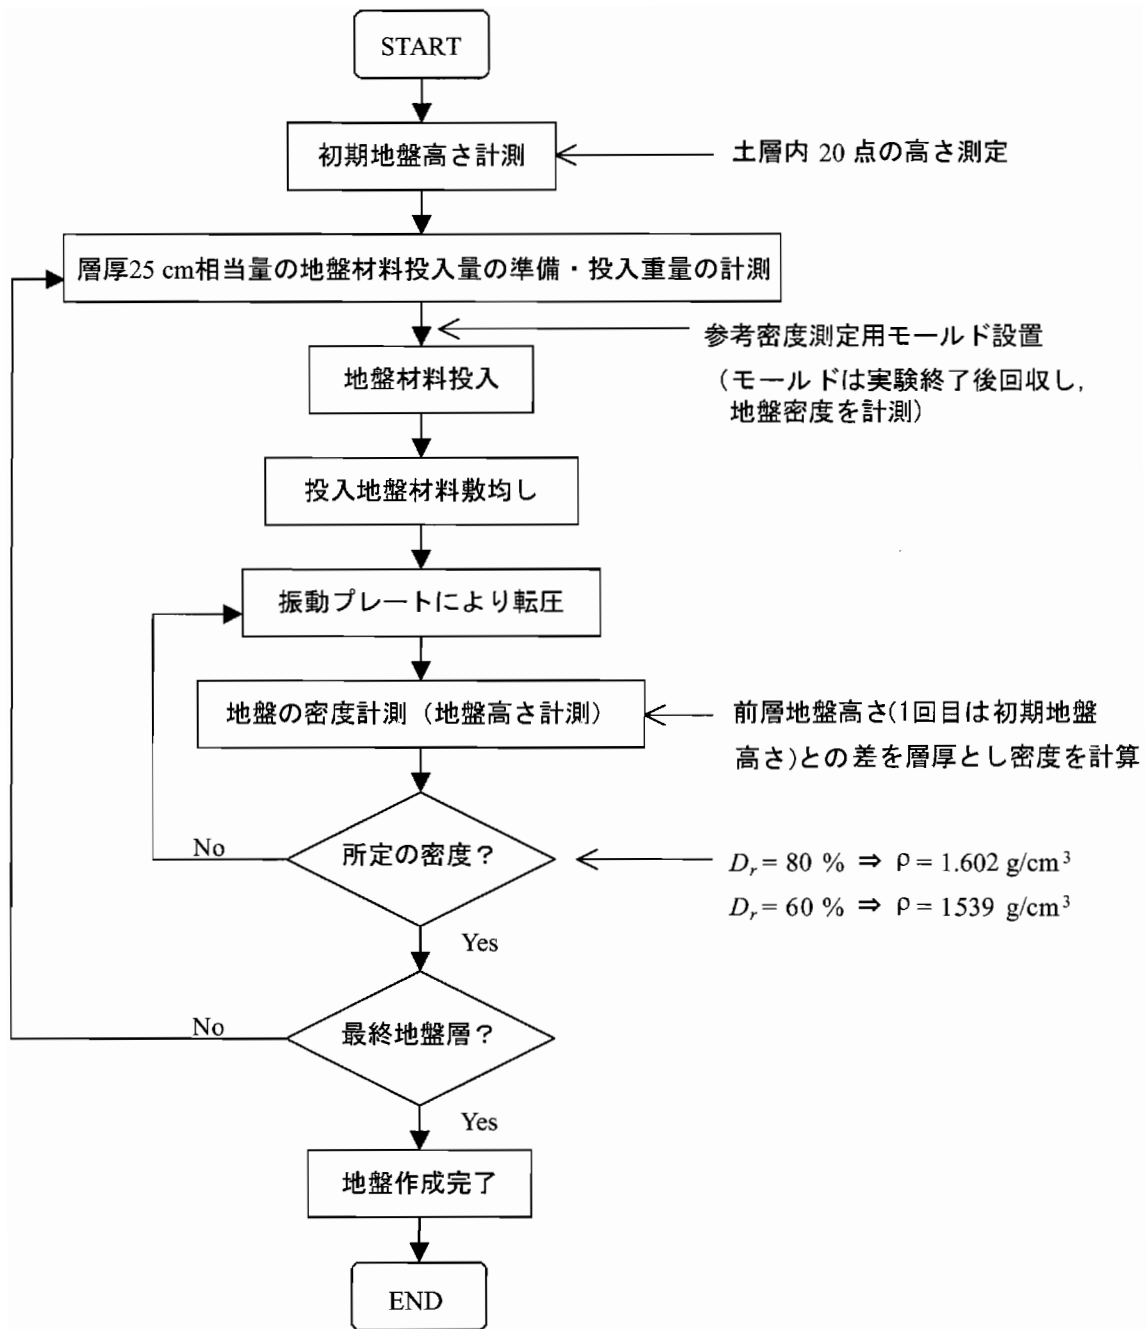 START
初期地盤高さ計測
土層内 20 点の高さ測定
層厚25 cm相当量の地盤材料投入量の準備・投入重量の計測
参考密度測定用モールド設置
（モールドは実験終了後回収し，
地盤密度を計測）
地盤材料投入
投入地盤材料敷均し
振動プレートにより転圧
地盤の密度計測（地盤高さ計測）
前層地盤高さ(1回目は初期地盤
高さ)との差を層厚とし密度を計算
No
所定の密度？
Dr = 80 % ⇒ ρ = 1.602 g/cm³
Dr = 60 % ⇒ ρ = 1539 g/cm³
Yes
No
最終地盤層？
Yes
地盤作成完了
END